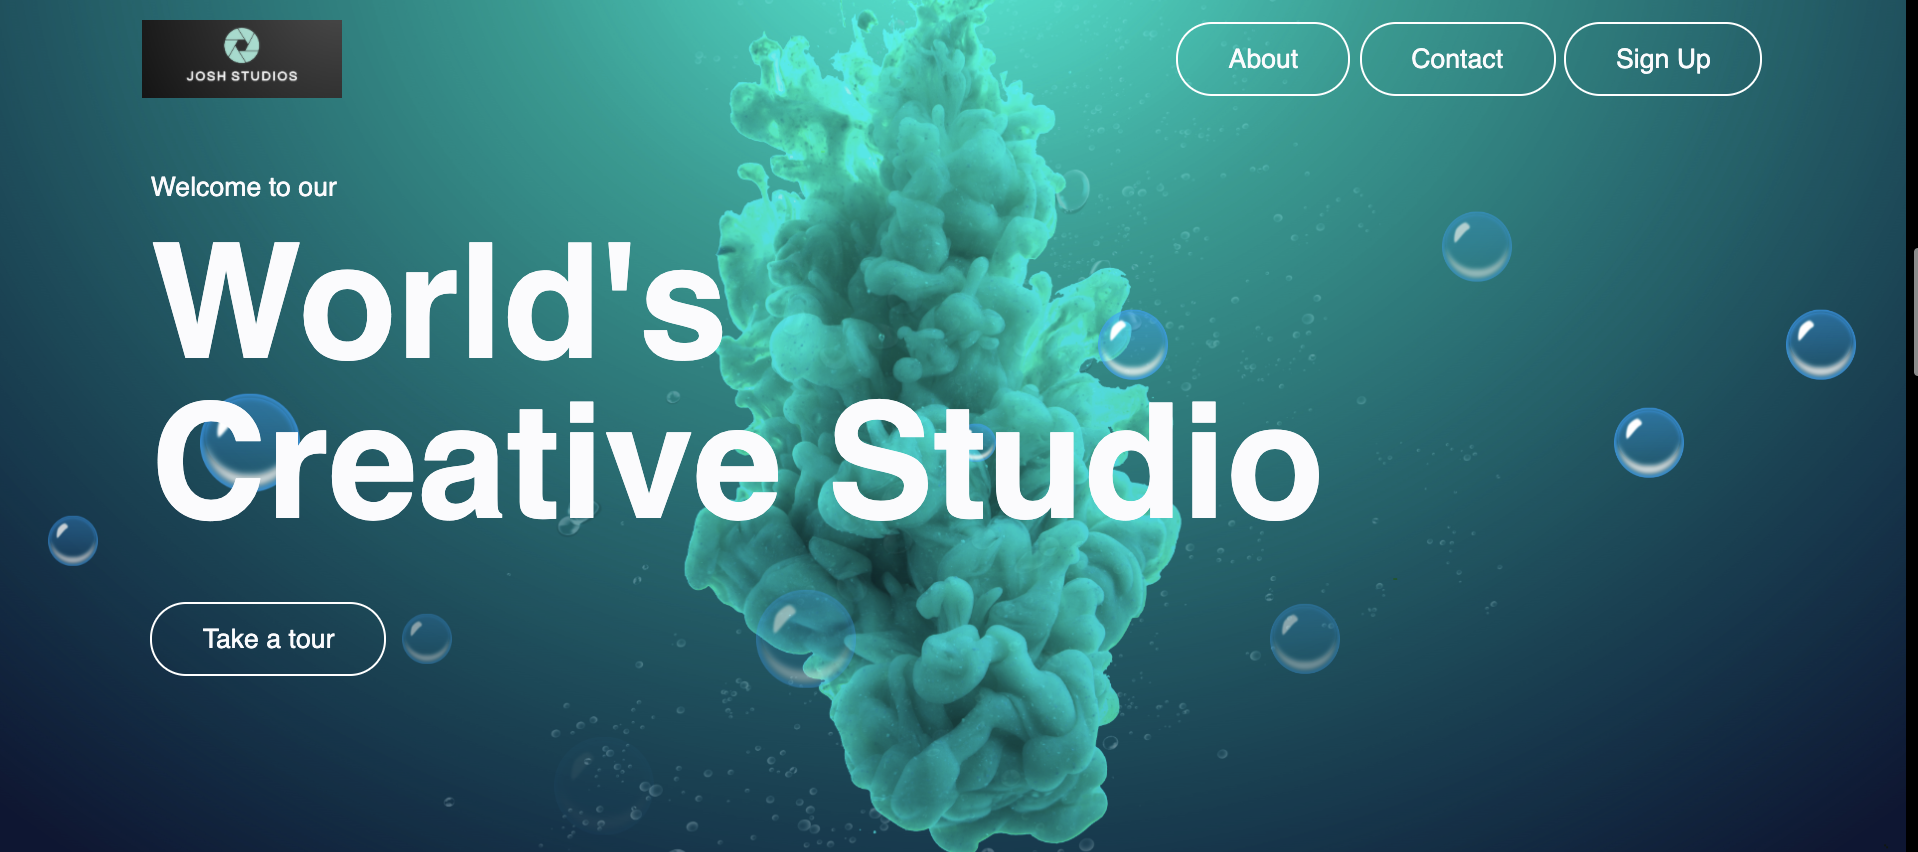 JOSH STUDIOS
About
Contact
Sign Up
Welcome to our
World's
Creative Studio
Take a tour